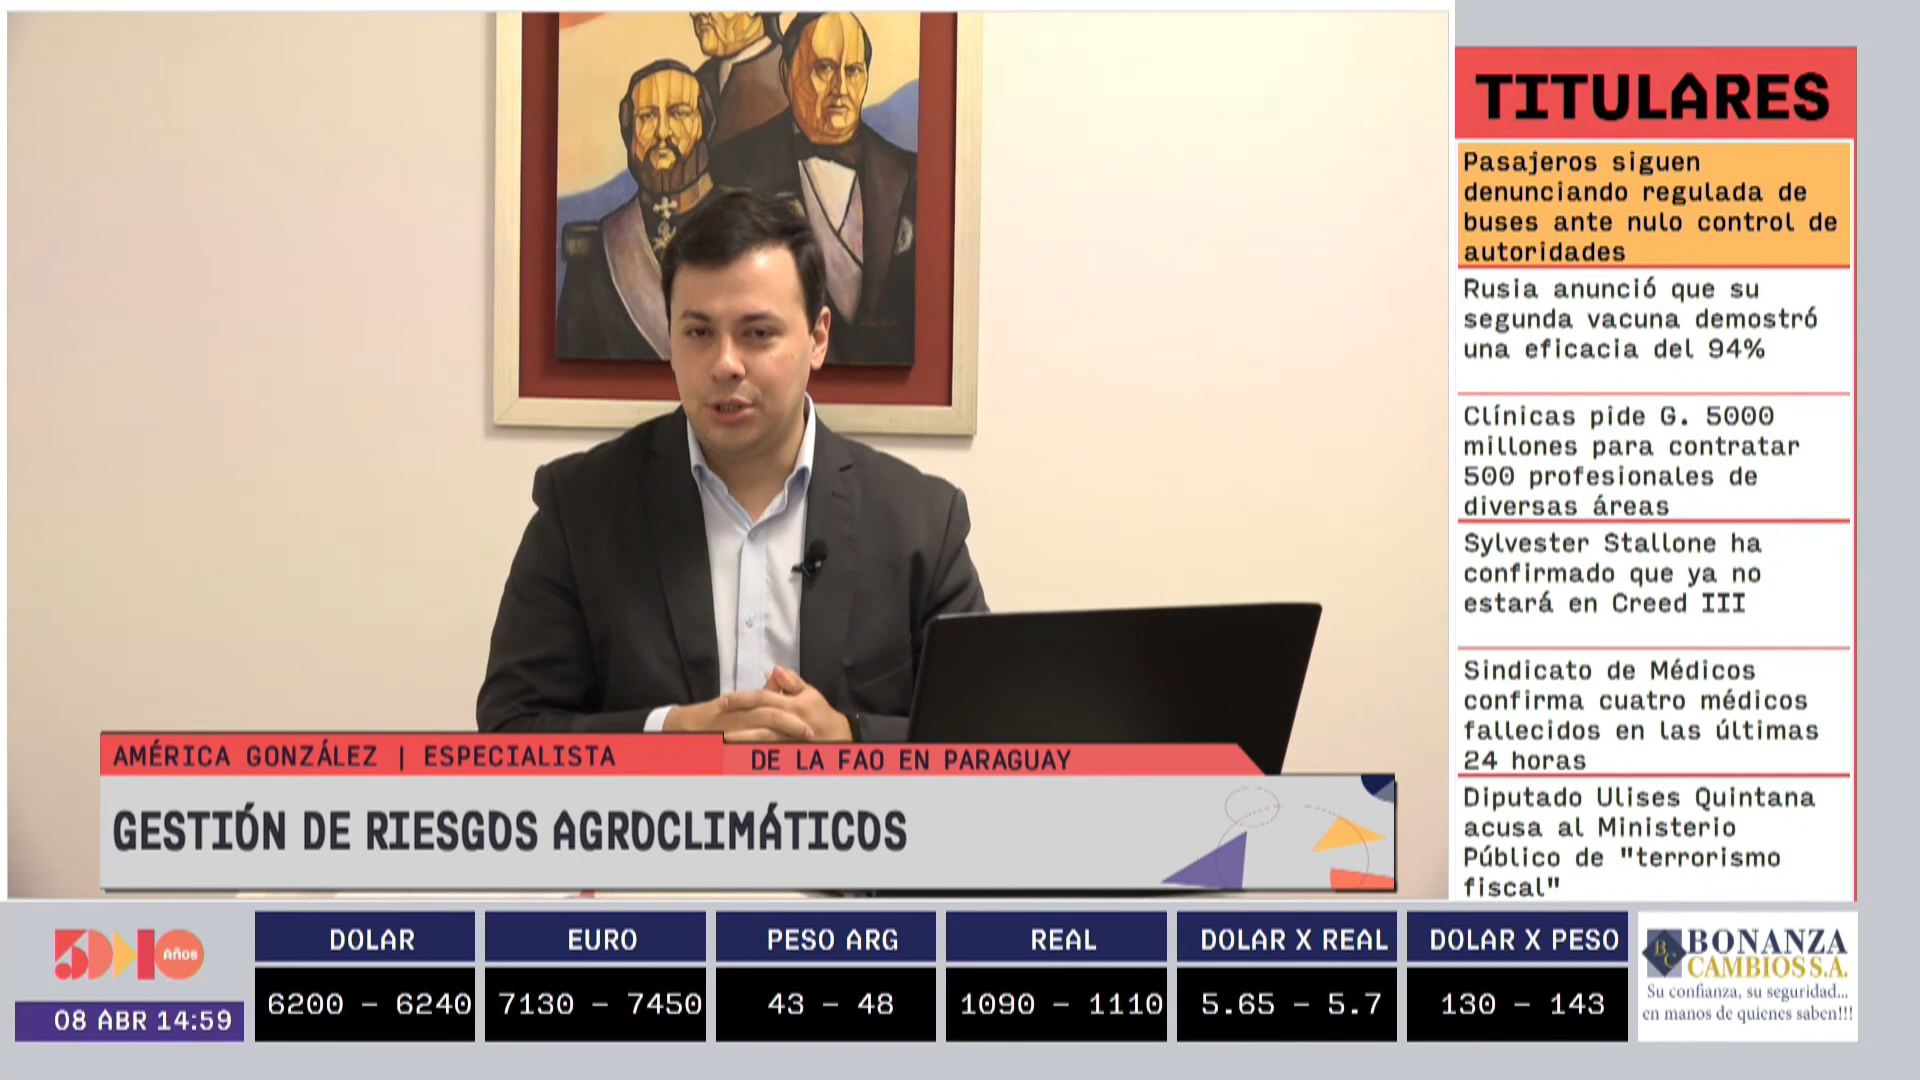 TITULARES
Pasajeros siguen
denunciando regulada de
buses ante nulo control de
autoridades
Rusia anunció que su
segunda vacuna demostró
una eficacia del 94%
Clínicas pide G. 5000
millones para contratar
500 profesionales de
diversas áreas
Sylvester Stallone ha
confirmado que ya no
estará en Creed III
Sindicato de Médicos
confirma cuatro médicos
fallecidos en las últimas
24 horas
Diputado Ulises Quintana
acusa al Ministerio
Público de "terrorismo
fiscal"
AMÉRICA GONZÁLEZ | ESPECIALISTA DE LA FAO EN PARAGUAY
GESTIÓN DE RIESGOS AGROCLIMÁTICOS
Años
08 ABR 14:59
DOLAR
6200 - 6240
EURO
7130 - 7450
PESO ARG
43 - 48
REAL
1090 - 1110
DOLAR X REAL
5.65 - 5.7
DOLAR X PESO
130 - 143
BC
BONANZA
CAMBIOS S.A.
Su confianza, su seguridad...
en manos de quienes saben!!!